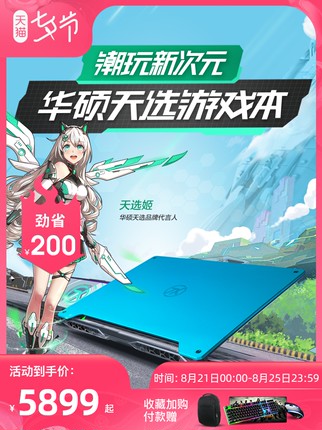 天猫
七夕节
潮玩新次元
华硕天选游戏本
天选姬
华硕天选品牌代言人
劲省
¥200
活动到手价：
¥5899起
时间：8月21日00:00-8月25日23:59
收藏加购
付款赠